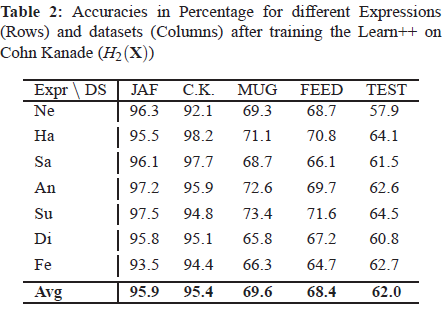 Table 2: Accuracies in Percentage for different Expressions
(Rows) and datasets (Columns) after training the Learn++ on
Cohn Kanade (H₂(X))
Expr \ DS JAF C.K. MUG FEED TEST
Ne 96.3 92.1 69.3 68.7 57.9
Ha 95.5 98.2 71.1 70.8 64.1
Sa 96.1 97.7 68.7 66.1 61.5
An 97.2 95.9 72.6 69.7 62.6
Su 97.5 94.8 73.4 71.6 64.5
Di 95.8 95.1 65.8 67.2 60.8
Fe 93.5 94.4 66.3 64.7 62.7
Avg 95.9 95.4 69.6 68.4 62.0